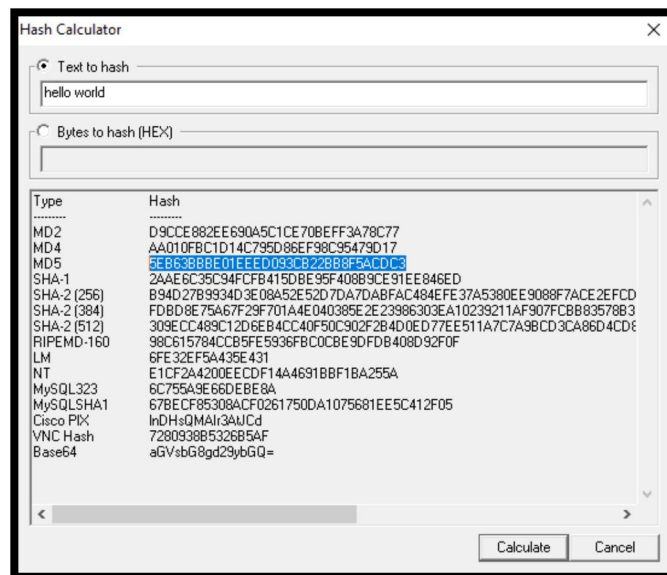 Hash Calculator
Text to hash
hello world
Bytes to hash (HEX)
Type Hash
--------- ---------
MD2 D9CCE882EE690A5C1CE70BEFF3A78C77
MD4 AA010FBC1D14C795D86EF98C95479D17
MD5 5EB63BBBE01EEED093CB22BB8F5ACDC3
SHA-1 2AAE6C35C94FCFB415DBE95F408B9CE91EE846ED
SHA-2 (256) B94D27B9934D3E08A52E52D7DA7DABFAC484EFE37A5380EE9088F7ACE2EFCD
SHA-2 (384) FDBD8E75A67F29F701A4E040385E2E23986303EA10239211AF907FCBB83578B3
SHA-2 (512) 309ECC489C12D6EB4CC40F50C902F2B4D0ED77EE511A7C7A9BCD3CA86D4CD8
RIPEMD-160 98C615784CCB5FE5936FBC0CBE9DFDB408D92F0F
LM 6FE32EF5A435E431
NT E1CF2A4200EECDF14A4691BBF1BA255A
MySQL323 6C755A9E66DEBE8A
MySQLSHA1 67BECF85308ACF0261750DA1075681EE5C412F05
Cisco PIX InDHsQMAIr3AtJCd
VNC Hash 7280938B5326B5AF
Base64 aGVsbG8gd29ybGQ=
Calculate Cancel